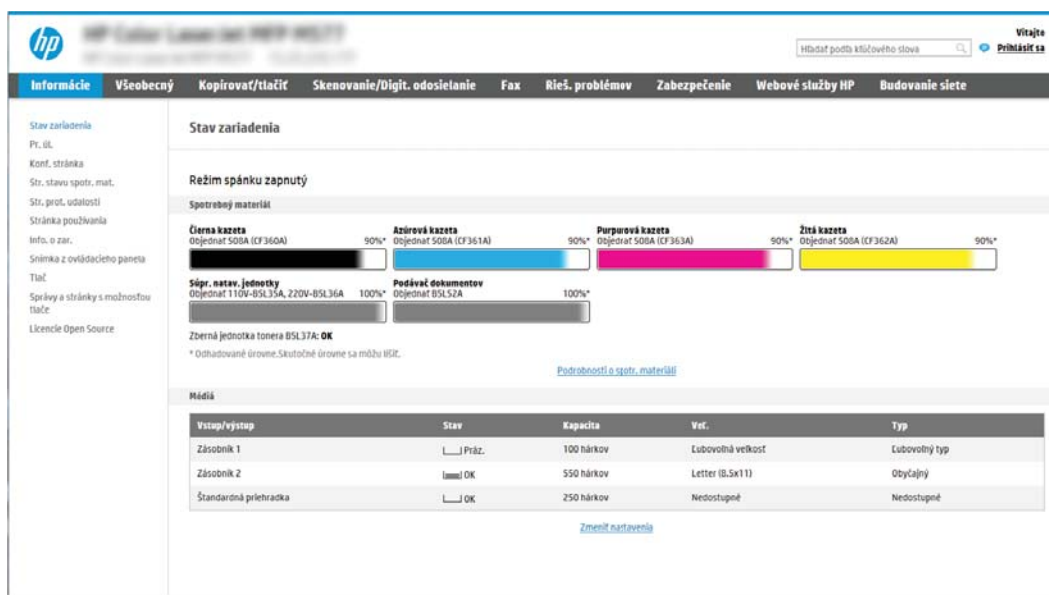 hp
HP Color LaserJet MFP M577
Vitajte
Hľadať podľa kľúčového slova
Prihlásiť sa
Informácie Všeobecný Kopírovať/tlačiť Skenovanie/Digit. odosielanie Fax Rieš. problémov Zabezpečenie Webové služby HP Budovanie siete
Stav zariadenia
Pr. úl.
Konf. stránka
Str. stavu spotr. mat.
Str. prot. udalostí
Stránka používania
Info. o zar.
Snímka z ovládacieho panela
Tlač
Správy a stránky s možnosťou
tlače
Licencie Open Source
Stav zariadenia
Režim spánku zapnutý
Spotrebný materiál
Čierna kazeta
Objednať 508A (CF360A) 90%*
Azúrová kazeta
Objednať 508A (CF361A) 90%*
Purpurová kazeta
Objednať 508A (CF363A) 90%*
Žltá kazeta
Objednať 508A (CF362A) 90%*
Súpr. natav. jednotky
Objednať 110V-B5L35A, 220V-B5L36A 100%*
Podávač dokumentov
Objednať B5L52A 100%*
Zberná jednotka tonera B5L37A: OK
* Odhadované úrovne.Skutočné úrovne sa môžu líšiť.
Podrobnosti o spotr. materiáli
Médiá
Vstup/výstup Stav Kapacita Veľ. Typ
Zásobník 1 Práz. 100 hárkov Ľubovoľná veľkosť Ľubovoľný typ
Zásobník 2 OK 550 hárkov Letter (8.5x11) Obyčajný
Štandardná priehradka OK 250 hárkov Nedostupné Nedostupné
Zmeniť nastavenia